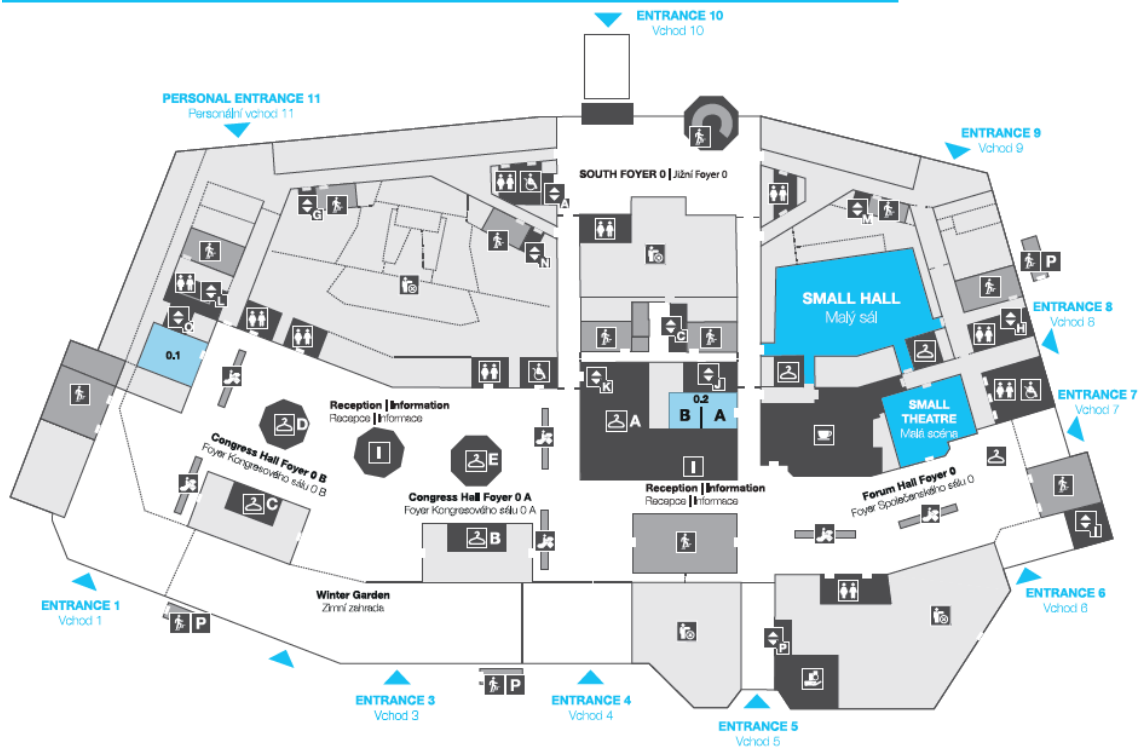 ENTRANCE 10
Vchod 10
PERSONAL ENTRANCE 11
Personální vchod 11
ENTRANCE 9
Vchod 9
SOUTH FOYER 0 | Jižní Foyer 0
A
G
M
N
P
L
SMALL HALL
Malý sál
ENTRANCE 8
Vchod 8
H
C
0.1
K
J
0.2
B | A
SMALL
THEATRE
Malá scéna
ENTRANCE 7
Vchod 7
Reception | Information
Recepce | Informace
A
D
I
E
I
Congress Hall Foyer 0 B
Foyer Kongresového sálu 0 B
Congress Hall Foyer 0 A
Foyer Kongresového sálu 0 A
Reception | Information
Recepce | Informace
Forum Hall Foyer 0
Foyer Společenského sálu 0
C
B
I
Winter Garden
Zimní zahrada
ENTRANCE 1
Vchod 1
P
ENTRANCE 6
Vchod 6
P
P
ENTRANCE 3
Vchod 3
ENTRANCE 4
Vchod 4
ENTRANCE 5
Vchod 5